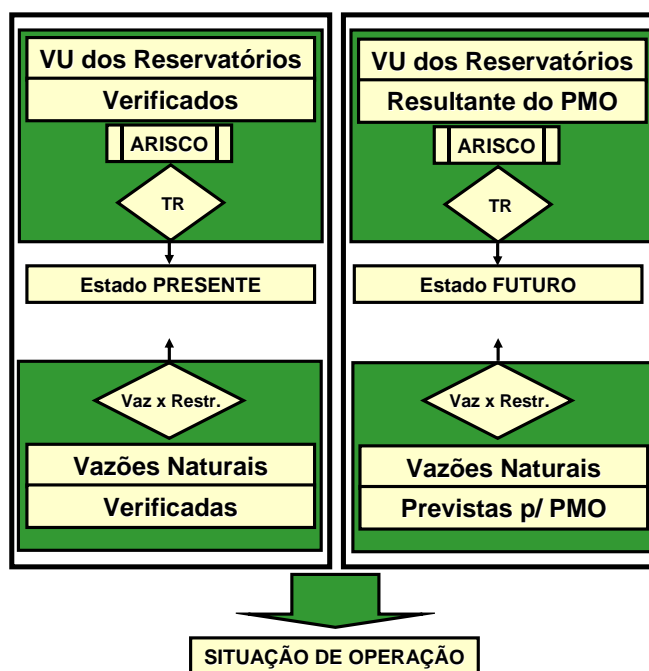 VU dos Reservatórios
Verificados
ARISCO
TR
Estado PRESENTE
Vaz x Restr.
Vazões Naturais
Verificadas
VU dos Reservatórios
Resultante do PMO
ARISCO
TR
Estado FUTURO
Vaz x Restr.
Vazões Naturais
Previstas p/ PMO
SITUAÇÃO DE OPERAÇÃO